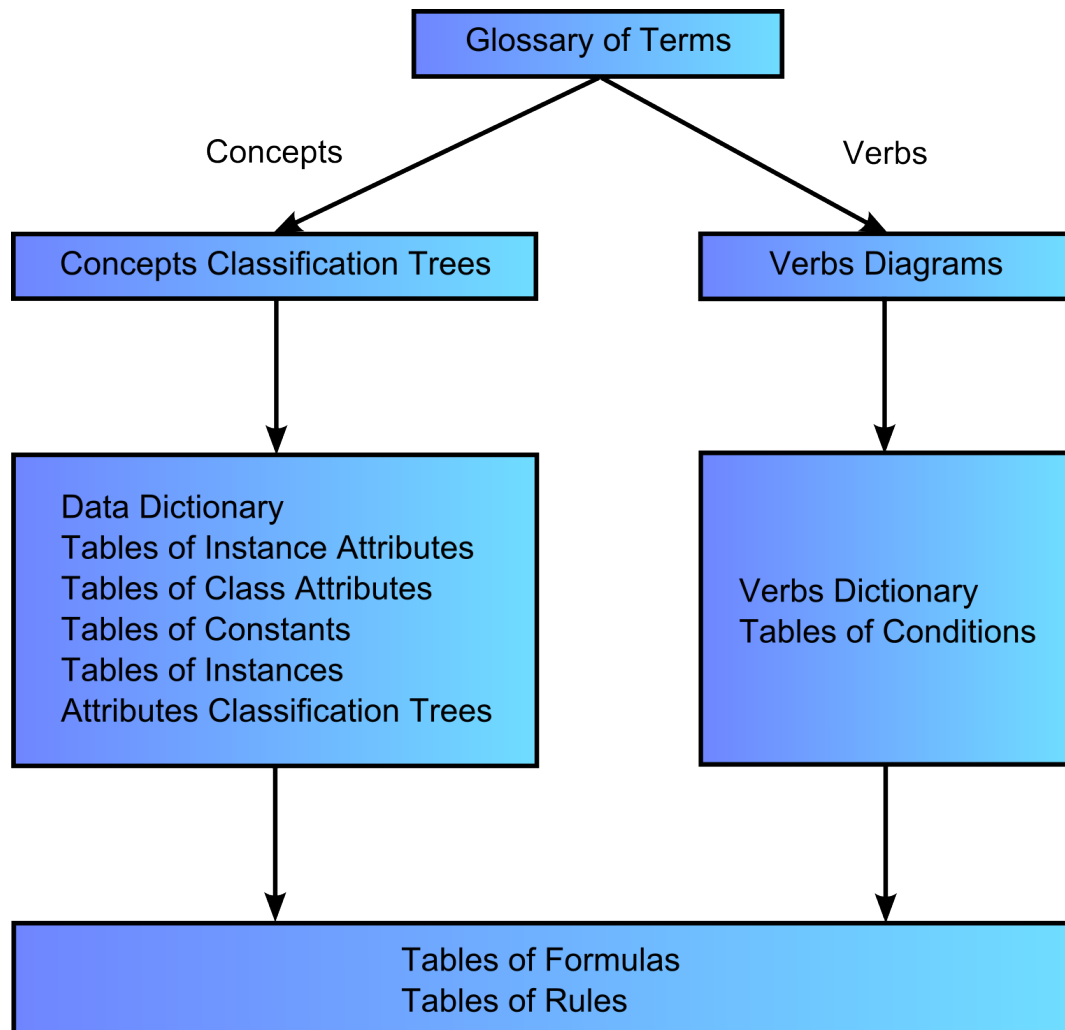 Glossary of Terms
Concepts
Verbs
Concepts Classification Trees
Verbs Diagrams
Data Dictionary
Tables of Instance Attributes
Tables of Class Attributes
Tables of Constants
Tables of Instances
Attributes Classification Trees
Verbs Dictionary
Tables of Conditions
Tables of Formulas
Tables of Rules